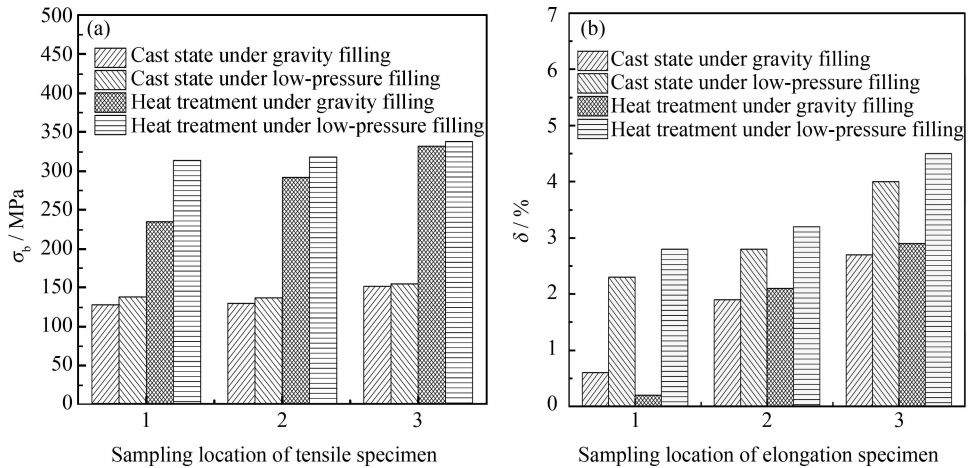 (a)
Cast state under gravity filling
Cast state under low-pressure filling
Heat treatment under gravity filling
Heat treatment under low-pressure filling
500
450
400
350
300
250
200
150
100
50
0
σb / MPa
1 2 3
Sampling location of tensile specimen
(b)
Cast state under gravity filling
Cast state under low-pressure filling
Heat treatment under gravity filling
Heat treatment under low-pressure filling
7
6
5
4
3
2
1
0
δ / %
1 2 3
Sampling location of elongation specimen